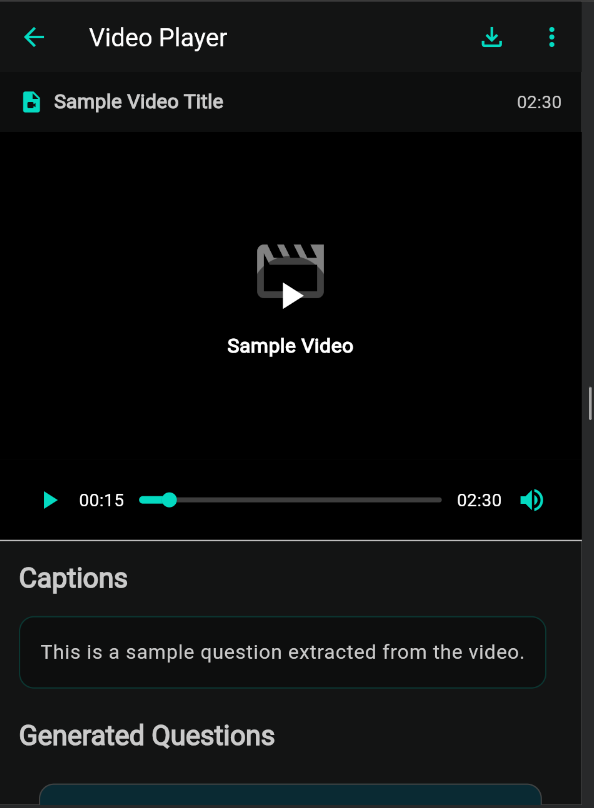 Video Player
Sample Video Title 02:30
Sample Video
00:15 02:30
Captions
This is a sample question extracted from the video.
Generated Questions